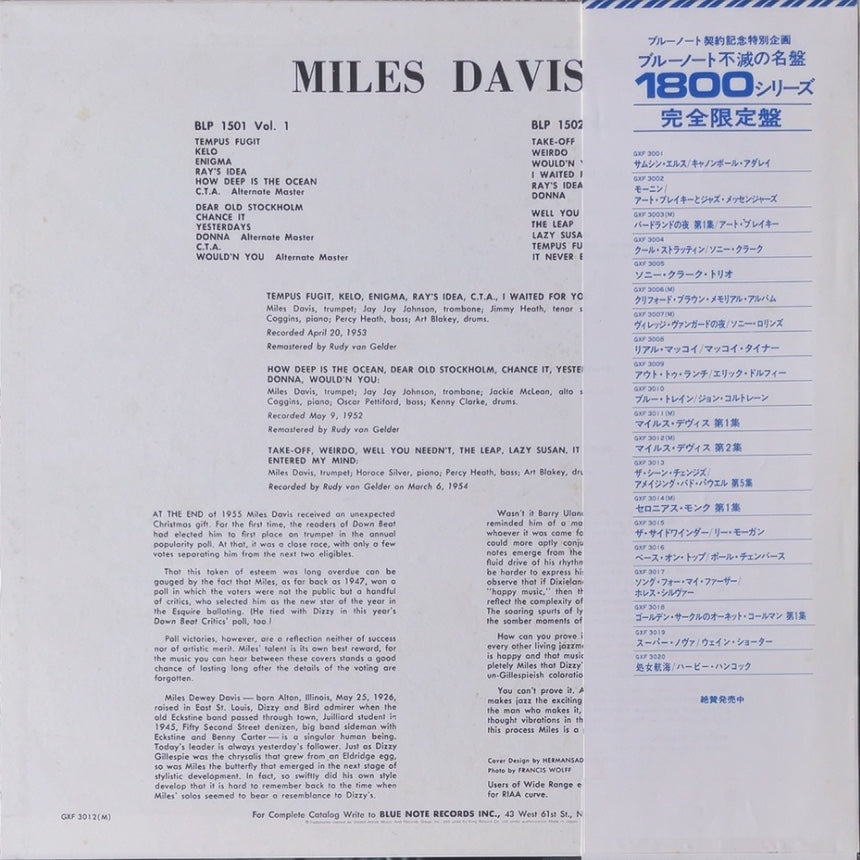 MILES DAVIS
BLP 1501 Vol. 1
TEMPUS FUGIT
KELO
ENIGMA
RAY'S IDEA
HOW DEEP IS THE OCEAN
C.T.A. Alternate Master
DEAR OLD STOCKHOLM
CHANCE IT
YESTERDAYS
DONNA Alternate Master
C.T.A.
WOULD'N YOU Alternate Master
BLP 1502
TAKE-OFF
WEIRDO
WOULD'N
I WAITED
RAY'S IDEA
DONNA
WELL YOU
THE LEAP
LAZY SUSA
TEMPUS FU
IT NEVER
TEMPUS FUGIT, KELO, ENIGMA, RAY'S IDEA, C.T.A., I WAITED FOR YO
Miles Davis, trumpet; Jay Jay Johnson, trombone; Jimmy Heath, tenor s
Coggins, piano; Percy Heath, bass; Art Blakey, drums.
Recorded April 20, 1953
Remastered by Rudy van Gelder
HOW DEEP IS THE OCEAN, DEAR OLD STOCKHOLM, CHANCE IT, YESTE
DONNA, WOULD'N YOU:
Miles Davis, trumpet; Jay Jay Johnson, trombone; Jackie McLean, alto s
Coggins, piano; Oscar Pettiford, bass; Kenny Clarke, drums.
Recorded May 9, 1952
Remastered by Rudy van Gelder
TAKE-OFF, WEIRDO, WELL YOU NEEDN'T, THE LEAP, LAZY SUSAN, IT
ENTERED MY MIND:
Miles Davis, trumpet; Horace Silver, piano; Percy Heath, bass; Art Blakey, dru
Recorded by Rudy van Gelder on March 6, 1954
AT THE END of 1955 Miles Davis received an unexpected
Christmas gift. For the first time, the readers of Down Beat
had elected him to first place on trumpet in the annual
popularity poll. At that, it was a close race, with only a few
votes separating him from the next two eligibles.
That this token of esteem was long overdue can be
gauged by the fact that Miles, as far back as 1947, won a
poll in which the voters were not the public but a handful
of critics, who selected him as the new star of the year in
the Esquire balloting. (He tied with Dizzy in this year's
Down Beat Critics' poll, too.)
Poll victories, however, are a reflection neither of success
nor of artistic merit. Miles' talent is its own best reward, for
the music you can hear between these covers stands a good
chance of lasting long after the details of the voting are
forgotten.
Miles Dewey Davis — born Alton, Illinois, May 25, 1926,
raised in East St. Louis, Dizzy and Bird admirer when the
old Eckstine band passed through town, Juilliard student in
1945, Fifty Second Street denizen, big band sideman with
Eckstine and Benny Carter — is a singular human being.
Today's leader is always yesterday's follower. Just as Dizzy
Gillespie was the chrysalis that grew from an Eldridge egg,
so was Miles the butterfly that emerged in the next stage of
stylistic development. In fact, so swiftly did his own style
develop that it is hard to remember back to the time when
Miles' solos seemed to bear a resemblance to Dizzy's.
Wasn't it Barry Ulan
reminded him of a ma
whoever it was came fo
could more aptly conju
notes emerge from the
fluid drive of his rhythm
be harder to express hi
observe that if Dixielan
"happy music," then th
reflect the complexity of
The soaring spurts of ly
the somber moments of
How can you prove i
every other living jazzm
is happy and that music
pletely Miles that Dizzy'
un-Gillespieish coloratio
You can't prove it. A
makes jazz the exciting
the man who makes it,
thought vibrations in th
this process Miles is a
Cover Design by HERMANSAD
Photo by FRANCIS WOLFF
Users of Wide Range e
for RIAA curve.
GXF 3012(M)
For Complete Catalog Write to BLUE NOTE RECORDS INC., 43 West 61st St., N
ブルーノート契約記念特別企画
ブルーノート不滅の名盤
1800シリーズ
完全限定盤
GXF 3001
サムシン・エルス/キャノンボール・アダレイ
GXF 3002
モーニン/
アート・ブレイキーとジャズ・メッセンジャーズ
GXF 3003(M)
バードランドの夜 第1集/アート・ブレイキー
GXF 3004
クール・ストラッティン/ソニー・クラーク
GXF 3005
ソニー・クラーク・トリオ
GXF 3006(M)
クリフォード・ブラウン・メモリアル・アルバム
GXF 3007(M)
ヴィレッジ・ヴァンガードの夜/ソニー・ロリンズ
GXF 3008
リアル・マッコイ/マッコイ・タイナー
GXF 3009
アウト・トゥ・ランチ/エリック・ドルフィー
GXF 3010
ブルー・トレイン/ジョン・コルトレーン
GXF 3011(M)
マイルス・デヴィス 第1集
GXF 3012(M)
マイルス・デヴィス 第2集
GXF 3013
ザ・シーン・チェンジズ/
アメイジング・バド・パウエル 第5集
GXF 3014(M)
セロニアス・モンク 第1集
GXF 3015
ザ・サイドワインダー/リー・モーガン
GXF 3016
ベース・オン・トップ/ポール・チェンバース
GXF 3017
ソング・フォー・マイ・ファーザー/
ホレス・シルヴァー
GXF 3018
ゴールデン・サークルのオーネット・コールマン 第1集
GXF 3019
スーパー・ノヴァ/ウェイン・ショーター
GXF 3020
処女航海/ハービー・ハンコック
絶賛発売中